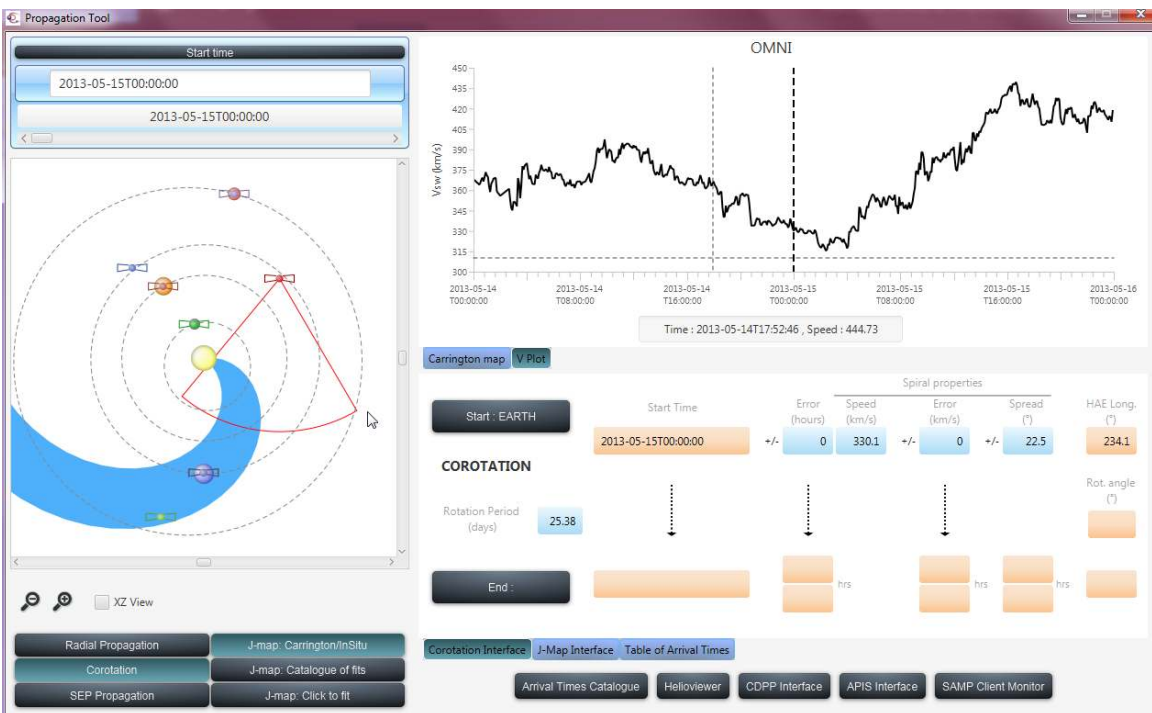 Propagation Tool
Start time
2013-05-15T00:00:00
2013-05-15T00:00:00
XZ View
Radial Propagation
J-map: Carrington/InSitu
Corotation
J-map: Catalogue of fits
SEP Propagation
J-map: Click to fit
OMNI
Vsw (km/s)
450
435
420
405
390
375
360
345
330
315
300
2013-05-14 2013-05-14 2013-05-14 2013-05-15 2013-05-15 2013-05-15 2013-05-16
T00:00:00 T08:00:00 T16:00:00 T00:00:00 T08:00:00 T16:00:00 T00:00:00
Time : 2013-05-14T17:52:46 , Speed : 444.73
Carrington map V Plot
Spiral properties
Start : EARTH
Start Time Error Speed Error Spread HAE Long.
(hours) (km/s) (km/s) (°) (°)
2013-05-15T00:00:00 +/- 0 330.1 +/- 0 +/- 22.5 234.1
COROTATION
Rot. angle
(°)
Rotation Period
(days)
25.38
End :
hrs hrs hrs
Corotation Interface J-Map Interface Table of Arrival Times
Arrival Times Catalogue Helioviewer CDPP Interface APIS Interface SAMP Client Monitor